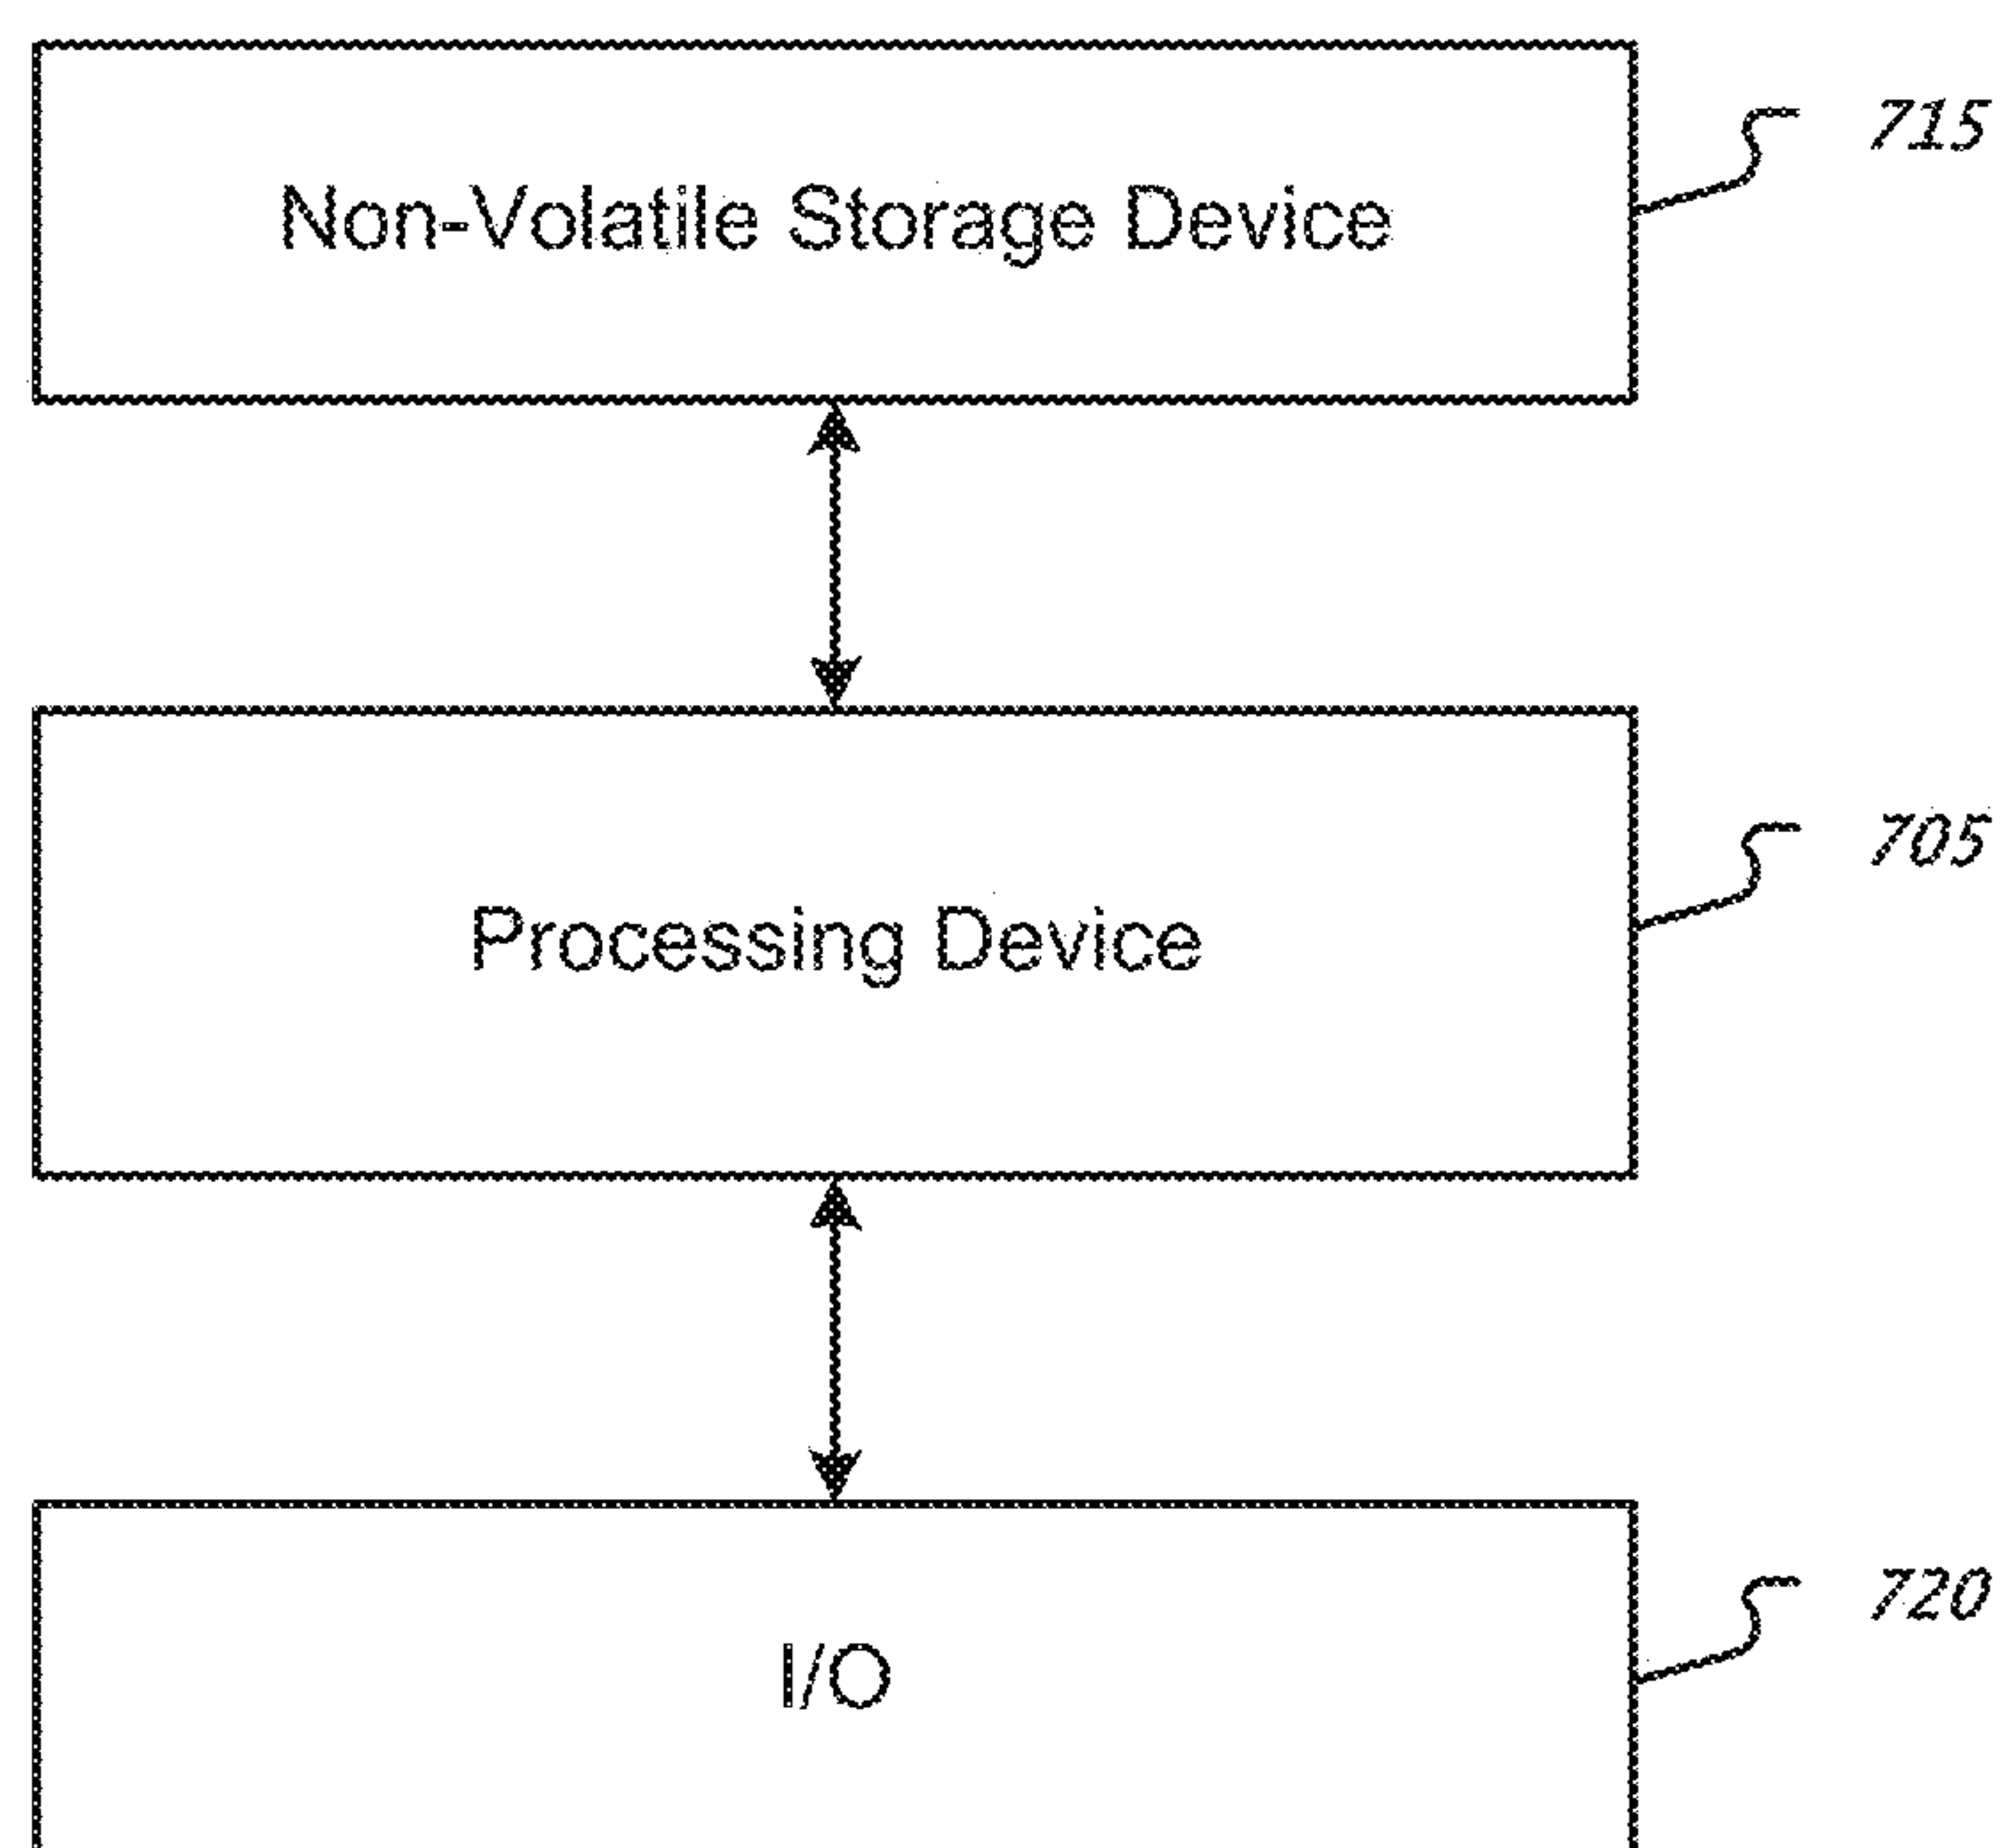 Non-Volatile Storage Device
715
Processing Device
705
I/O
720